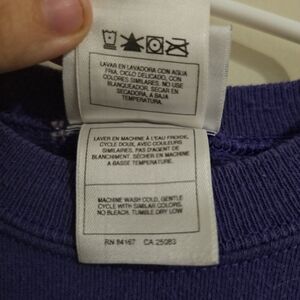 LAVAR EN LAVADORA CON AGUA
FRIA, CICLO DELICADO, CON
COLORES SIMILARES. NO USE
BLANQUEADOR. SECAR EN
SECADORA, A BAJA
TEMPERATURA.
LAVER EN MACHINE À L'EAU FROIDE,
CYCLE DOUX, AVEC COULEURS
SIMILAIRES. PAS D'AGENT DE
BLANCHIMENT. SÉCHER EN MACHINE
A BASSE TEMPERATURE.
MACHINE WASH COLD, GENTLE
CYCLE WITH SIMILAR COLORS,
NO BLEACH, TUMBLE DRY LOW
RN 84167 CA 25083